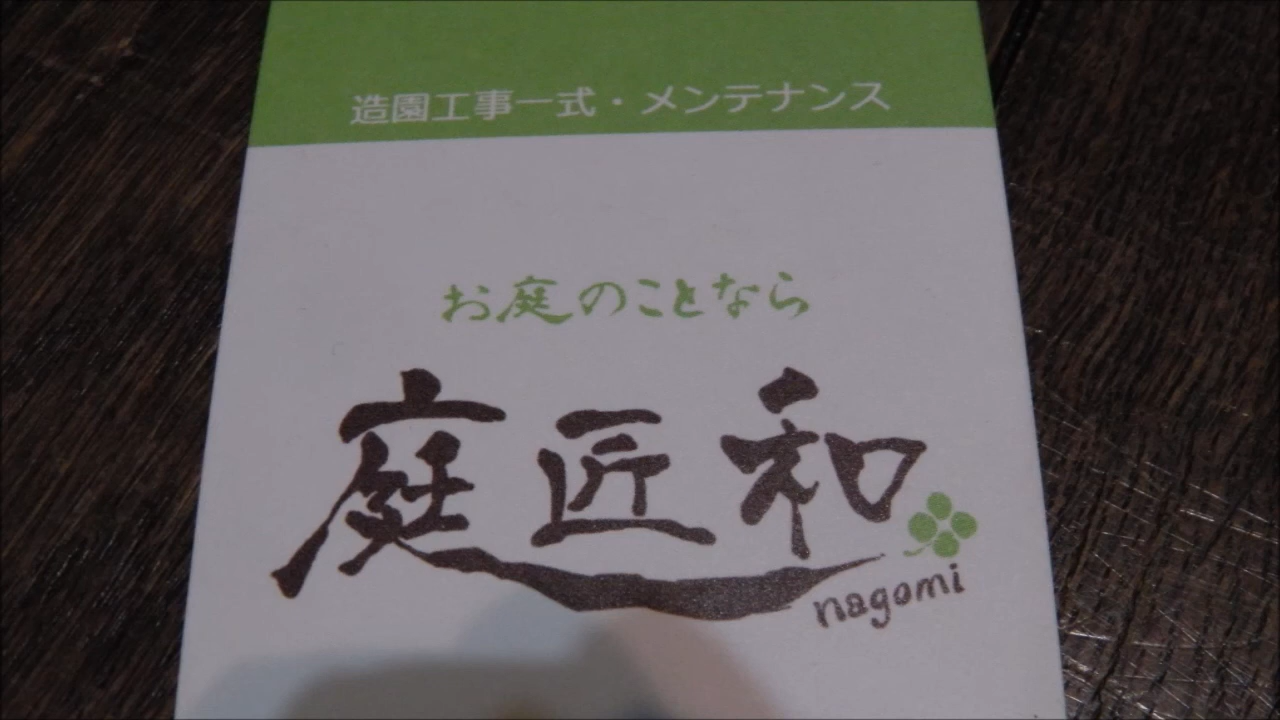 造園工事一式・メンテナンス
お庭のことなら
庭匠和
nagomi